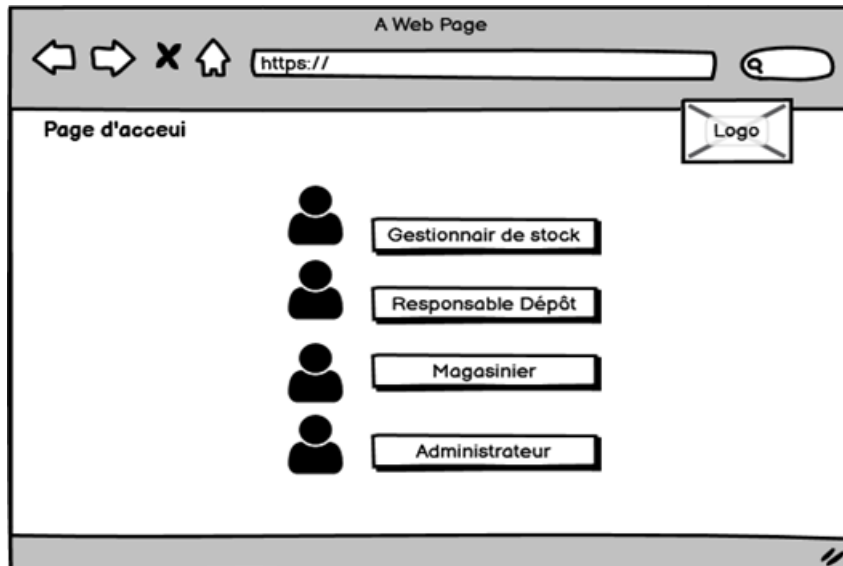 A Web Page
https://
Page d'acceui
Logo
Gestionnair de stock
Responsable Dépôt
Magasinier
Administrateur